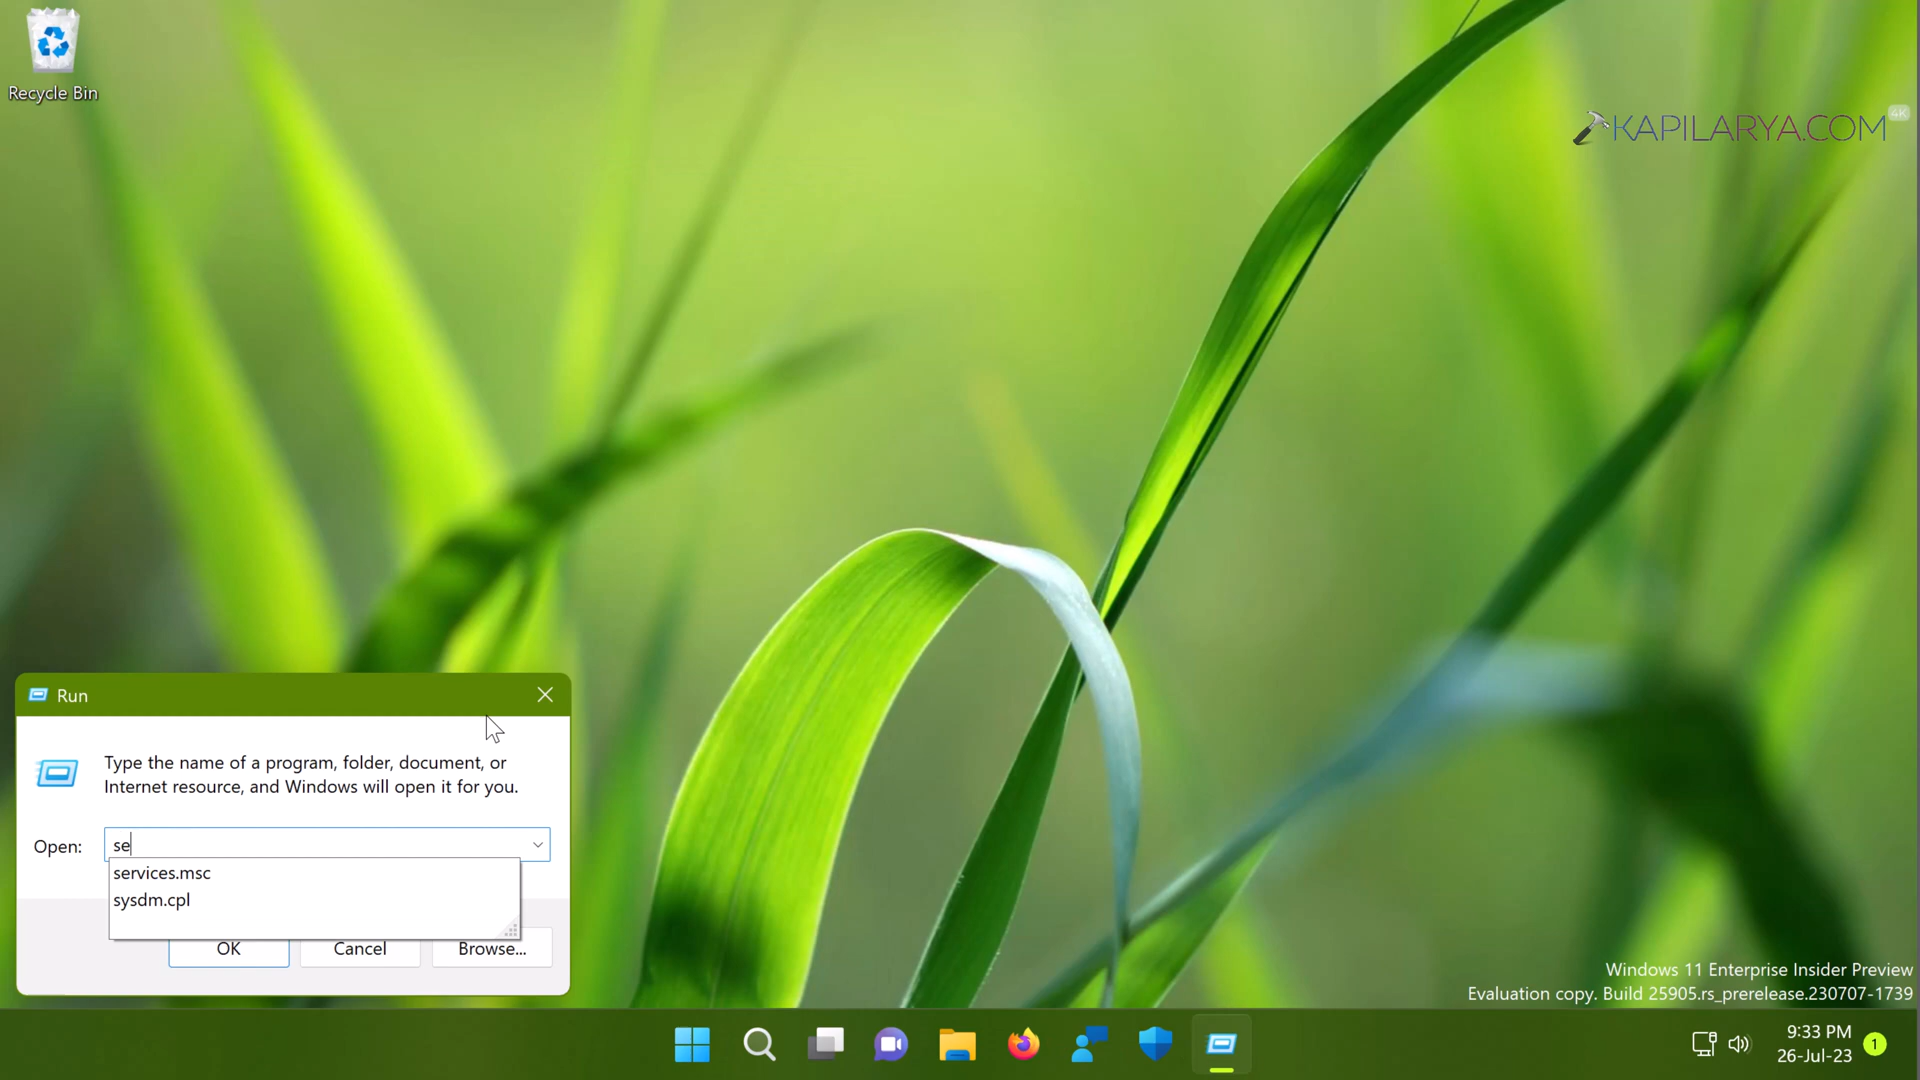 Recycle Bin
4K
KAPILARYA.COM
Run
Type the name of a program, folder, document, or
Internet resource, and Windows will open it for you.
Open:
se
services.msc
sysdm.cpl
OK
Cancel
Browse...
Windows 11 Enterprise Insider Preview
Evaluation copy. Build 25905.rs_prerelease.230707-1739
9:33 PM
26-Jul-23
1